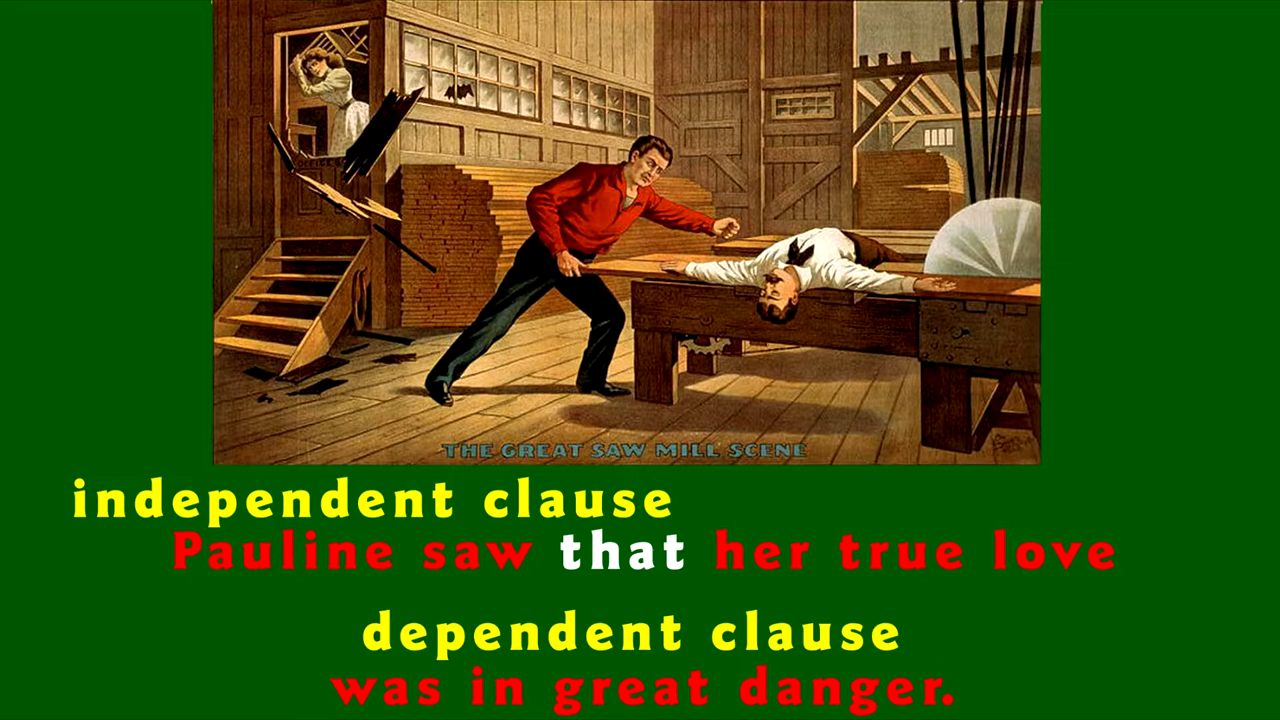 THE GREAT SAW MILL SCENE
independent clause
Pauline saw that her true love
dependent clause
was in great danger.